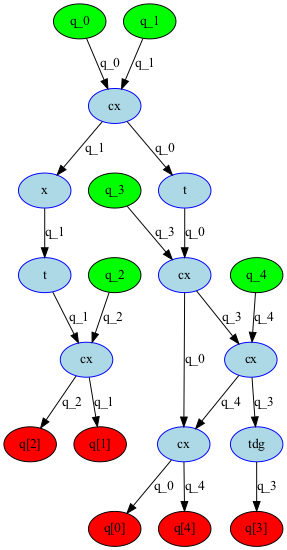 q_0 q_1
q_0 q_1
cx
q_1 q_0
x q_3 t
q_1 q_3 q_0
t q_2 cx q_4
q_1 q_2 q_3 q_4
cx cx
q_0
q_2 q_1 q_4 q_3
q[2] q[1] cx tdg
q_0 q_4 q_3
q[0] q[4] q[3]